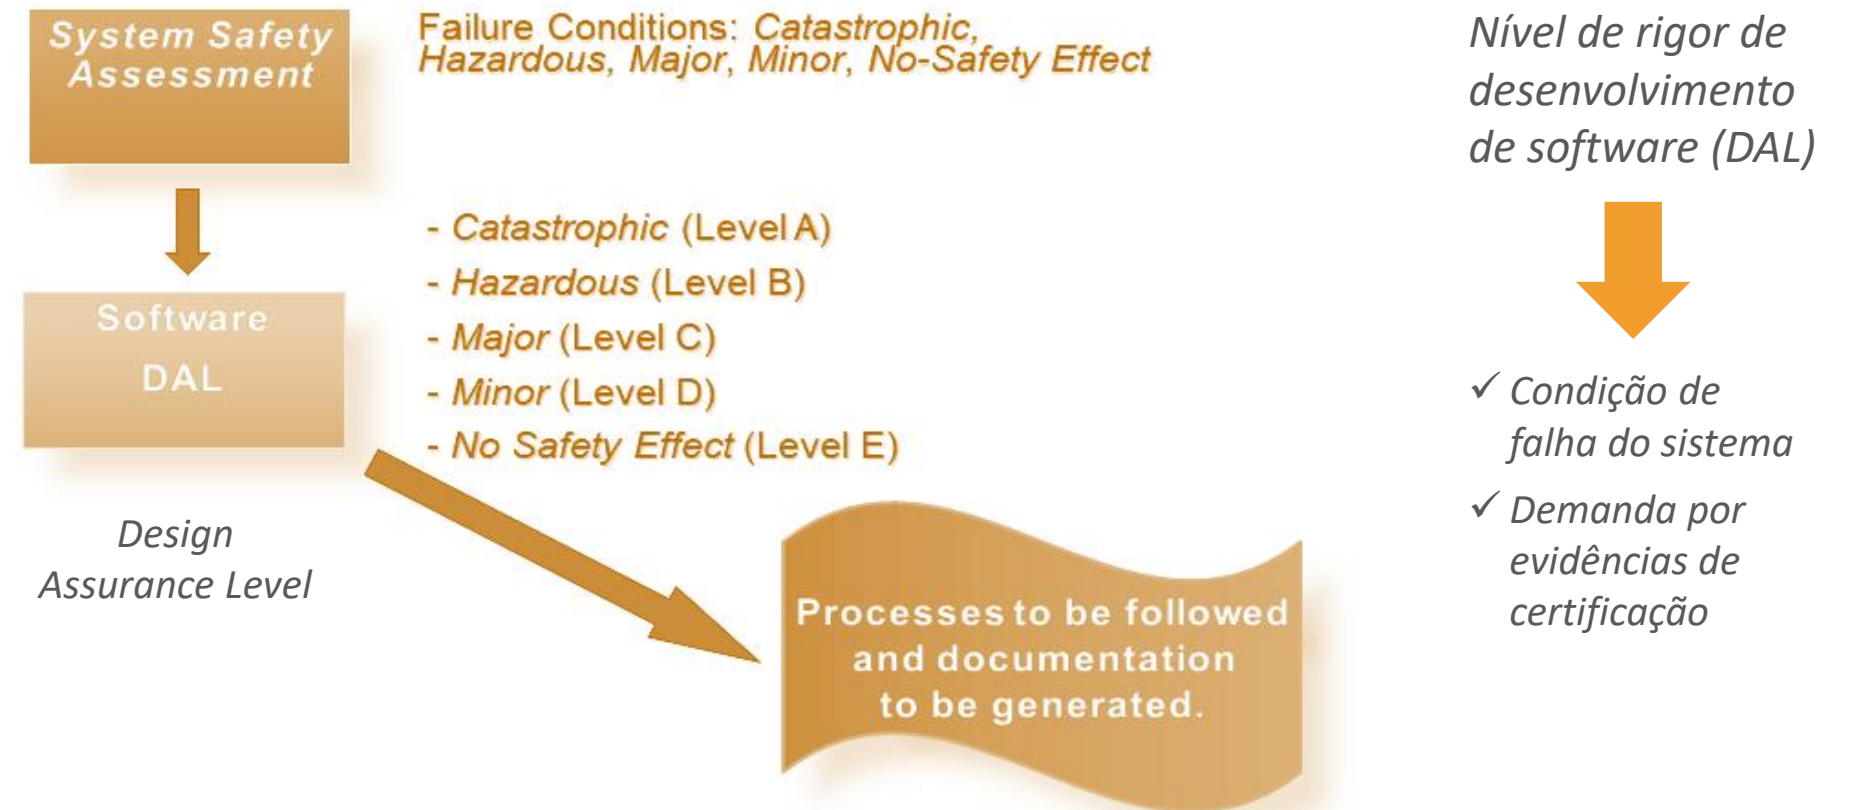 System Safety
Assessment
Failure Conditions: Catastrophic,
Hazardous, Major, Minor, No-Safety Effect
Software
DAL
- Catastrophic (Level A)
- Hazardous (Level B)
- Major (Level C)
- Minor (Level D)
- No Safety Effect (Level E)
Design
Assurance Level
Processes to be followed
and documentation
to be generated.
Nível de rigor de
desenvolvimento
de software (DAL)
✓ Condição de
falha do sistema
✓ Demanda por
evidências de
certificação